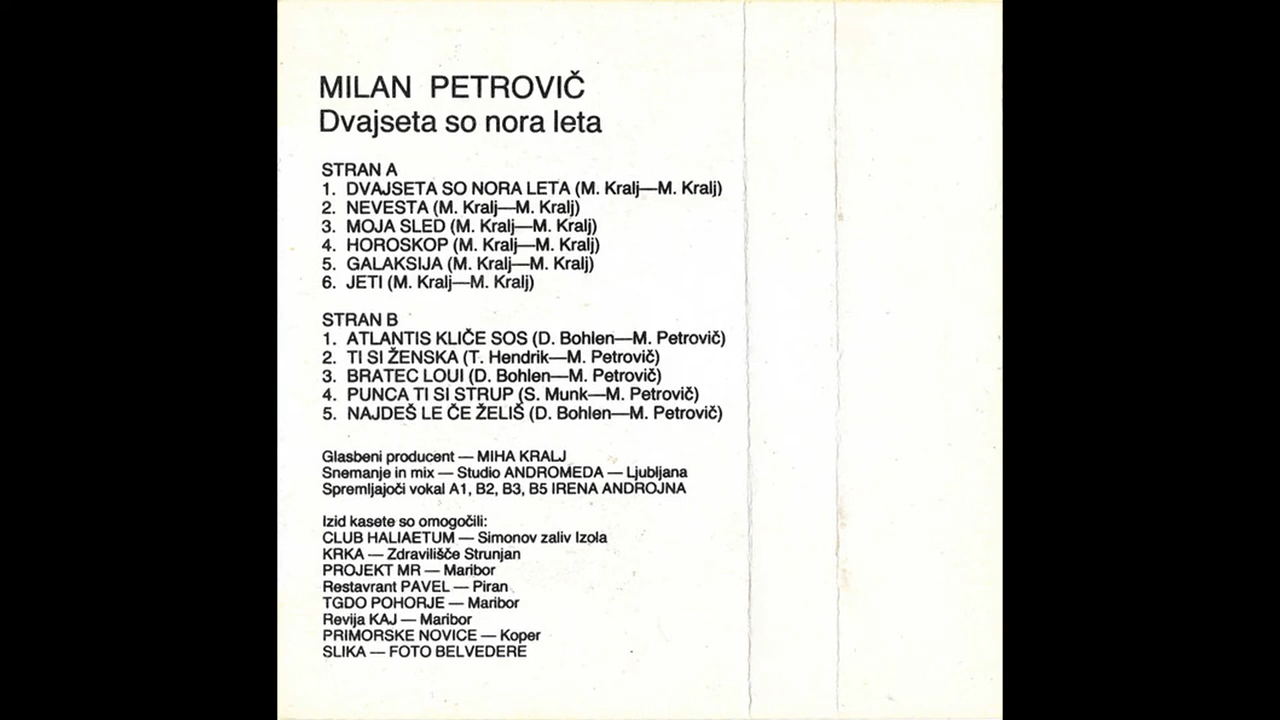 MILAN PETROVIČ
Dvajseta so nora leta
STRAN A
1. DVAJSETA SO NORA LETA (M. Kralj—M. Kralj)
2. NEVESTA (M. Kralj—M. Kralj)
3. MOJA SLED (M. Kralj—M. Kralj)
4. HOROSKOP (M. Kralj—M. Kralj)
5. GALAKSIJA (M. Kralj—M. Kralj)
6. JETI (M. Kralj—M. Kralj)
STRAN B
1. ATLANTIS KLIČE SOS (D. Bohlen—M. Petrovič)
2. TI SI ŽENSKA (T. Hendrik—M. Petrovič)
3. BRATEC LOUI (D. Bohlen—M. Petrovič)
4. PUNCA TI SI STRUP (S. Munk—M. Petrovič)
5. NAJDEŠ LE ČE ŽELIŠ (D. Bohlen—M. Petrovič)
Glasbeni producent — MIHA KRALJ
Snemanje in mix — Studio ANDROMEDA — Ljubljana
Spremljajoči vokal A1, B2, B3, B5 IRENA ANDROJNA
Izid kasete so omogočili:
CLUB HALIAETUM — Simonov zaliv Izola
KRKA — Zdravilišče Strunjan
PROJEKT MR — Maribor
Restavrant PAVEL — Piran
TGDO POHORJE — Maribor
Revija KAJ — Maribor
PRIMORSKE NOVICE — Koper
SLIKA — FOTO BELVEDERE